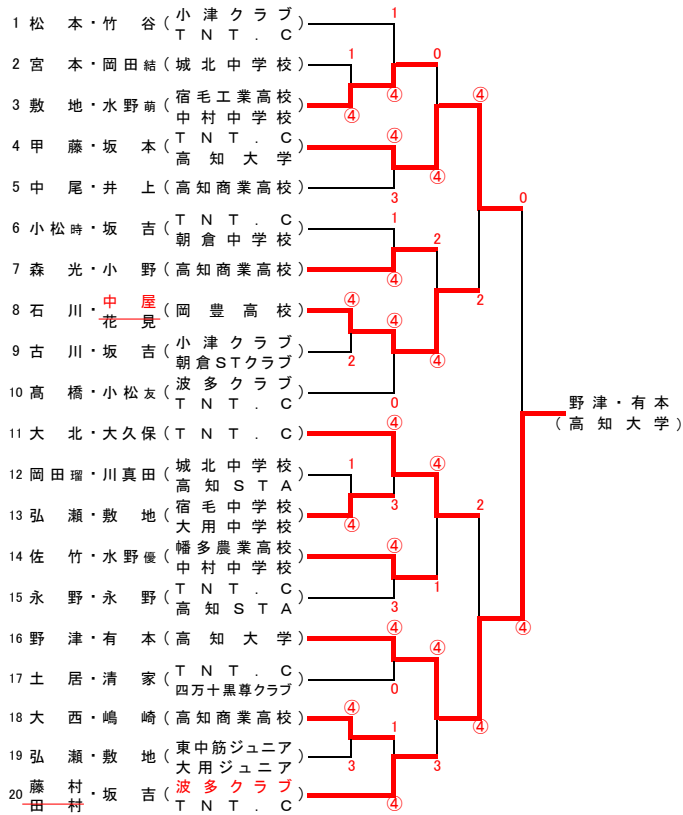 1 松本・竹谷 (小津クラブ
TNT.C)
2 宮本・岡田結 (城北中学校)
3 敷地・水野萌 (宿毛工業高校
中村中学校)
4 甲藤・坂本 (TNT.C
高知大学)
5 中尾・井上 (高知商業高校)
6 小松時・坂吉 (TNT.C
朝倉中学校)
7 森光・小野 (高知商業高校)
8 石川・中屋
花見 (岡豊高校)
9 古川・坂吉 (小津クラブ
朝倉STクラブ)
10 髙橋・小松友 (波多クラブ
TNT.C)
11 大北・大久保 (TNT.C)
12 岡田瑠・川真田 (城北中学校
高知STA)
13 弘瀬・敷地 (宿毛中学校
大用中学校)
14 佐竹・水野優 (幡多農業高校
中村中学校)
15 永野・永野 (TNT.C
高知STA)
16 野津・有本 (高知大学)
17 土居・清家 (TNT.C
四万十黒尊クラブ)
18 大西・嶋崎 (高知商業高校)
19 弘瀬・敷地 (東中筋ジュニア
大用ジュニア)
20 藤村
田村・坂吉 (波多クラブ
TNT.C)
1
④
1
④
④
3
1
④
④
2
④
0
④
1
④
3
④
3
④
0
④
3
1
④
0
④
2
④
④
1
④
3
④
2
2
④
0
④
野津・有本
(高知大学)